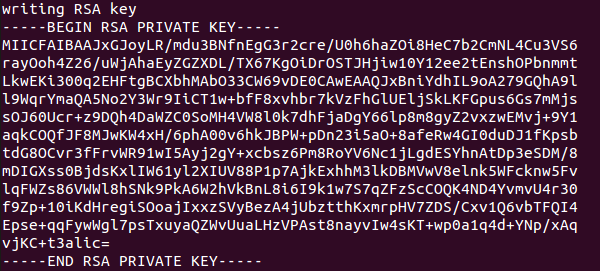 writing RSA key
-----BEGIN RSA PRIVATE KEY-----
MIICFAIBAAJxGJoyLR/mdu3BNfnEgG3r2cre/U0h6haZOi8HeC7b2CmNL4Cu3VS6
rayOoh4Z26/uWjAhaEyZGZXDL/TX67KgOiDrOSTJHjiw10Y12ee2tEnshOPbnmmt
LkwEKi300q2EHFtgBCXbhMAbO33CW69vDE0CAwEAAQJxBniYdhIL9oA279GQhA9l
l9WqrYmaQA5No2Y3Wr9IiCT1w+bfF8xvhbr7kVzFhGlUEljSkLKFGpus6Gs7mMjs
sOJ60Ucr+z9DQh4DaWZC0SoMH4VW8l0k7dhFjaDgY66lp8m8gyZ2vxzwEMvj+9Y1
aqkCOQfJF8MJwKW4xH/6phA00v6hkJBPW+pDn23i5aO+8afeRw4GI0duDJ1fKpsb
tdG8OCvr3fFrvWR91wI5Ayj2gY+xcbsz6Pm8RoYV6Nc1jLgdESYhnAtDp3eSDM/8
mDIGXss0BjdsKxlIW61yl2XIUV88P1p7AjkExhhM3lkDBMVwV8elnk5WFcknw5Fv
lqFWZs86VWWl8hSNk9PkA6W2hVkBnL8i6I9k1w7S7qZFzScCOQK4ND4YvmvU4r30
f9Zp+10iKdHregiSOoajIxxzSVyBezA4jUbztthKxmrpHV7ZDS/Cxv1Q6vbTFQI4
Epse+qqFywWgl7psTxuyaQZWvUuaLHzVPAst8nayvIw4sKT+wp0a1q4d+YNp/xAq
vjKC+t3alic=
-----END RSA PRIVATE KEY-----